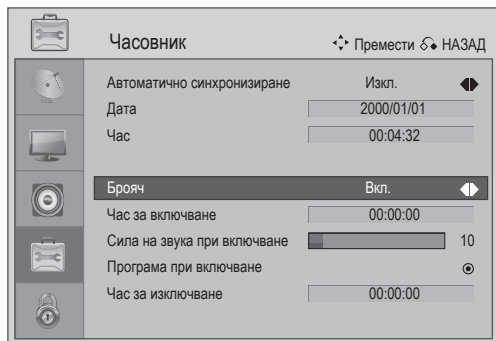 Часовник Премести НАЗАД
Автоматично синхронизиране Изкл.
Дата 2000/01/01
Час 00:04:32
Брояч Вкл.
Час за включване 00:00:00
Сила на звука при включване 10
Програма при включване
Час за изключване 00:00:00